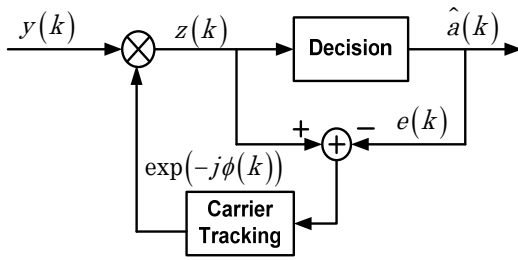 y(k)
z(k)
Decision
â(k)
+
−
e(k)
+
exp(−jϕ(k))
Carrier
Tracking